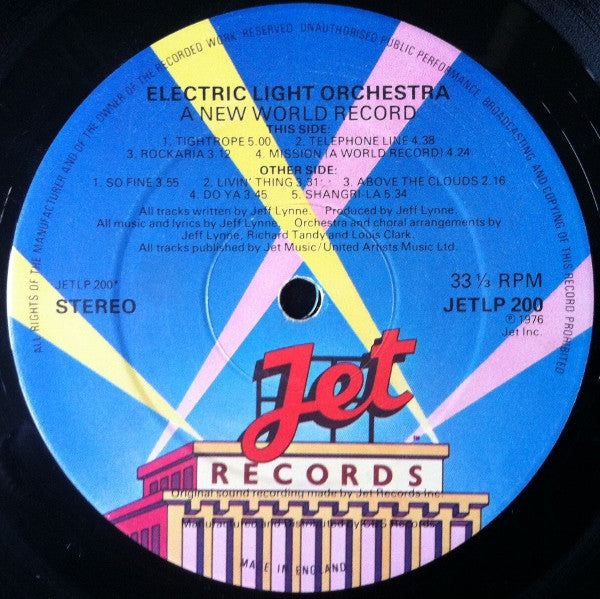 ALL RIGHTS OF THE MANUFACTURER AND OF THE OWNER OF THE RECORDED WORK RESERVED UNAUTHORISED PUBLIC PERFORMANCE, BROADCASTING AND COPYING OF THIS RECORD PROHIBITED
ELECTRIC LIGHT ORCHESTRA
A NEW WORLD RECORD
THIS SIDE:
1. TIGHTROPE 5.00 2. TELEPHONE LINE 4.38
3. ROCKARIA 3.12 4. MISSION (A WORLD RECORD) 4.24
OTHER SIDE:
1. SO FINE 3.55 2. LIVIN' THING 3.31 3. ABOVE THE CLOUDS 2.16
4. DO YA 3.45 5. SHANGRI-LA 5.34
All tracks written by Jeff Lynne. Produced by Jeff Lynne.
All music and lyrics by Jeff Lynne. Orchestra and choral arrangements by
Jeff Lynne, Richard Tandy and Louis Clark.
All tracks published by Jet Music/United Artists Music Ltd.
JETLP 200*
STEREO
33 ⅓ RPM
JETLP 200
℗ 1976
Jet Inc.
Jet
TM
RECORDS
Original sound recording made by Jet Records Inc.
Manufactured and Distributed by CBS Records
MADE IN ENGLAND